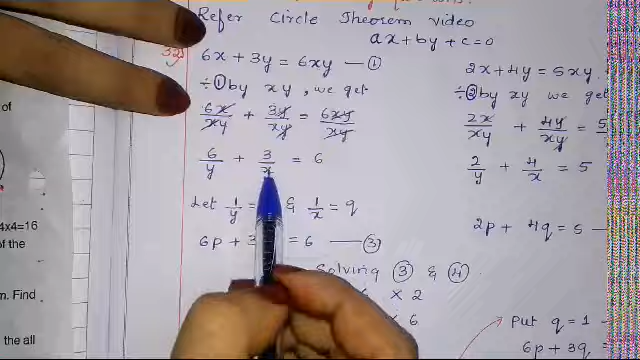 Refer Circle Theorem video
ax+by+c=0
32) 6x + 3y = 6xy — ①
÷① by xy, we get
6x/xy + 3y/xy = 6xy/xy
6/y + 3/x = 6
Let 1/y = & 1/x = q
6p + 3 = 6 — ③
Solving ③ & ④
× 2
× 6
2x + 4y = 5xy
÷② by xy we get
2x/xy + 4y/xy = 5
2/y + 4/x = 5
2p + 4q = 5 —
Put q = 1
6p + 3q =
of
4x4=16
of the
m. Find
the all